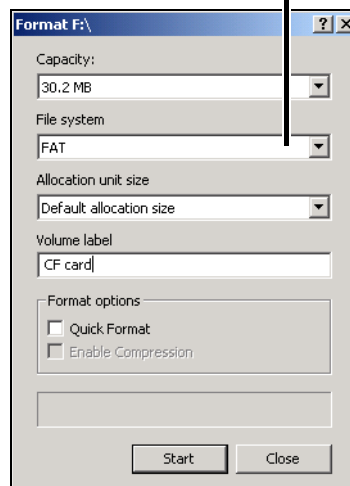 Format F:\
Capacity:
30.2 MB
File system
FAT
Allocation unit size
Default allocation size
Volume label
CF card
Format options
Quick Format
Enable Compression
Start
Close